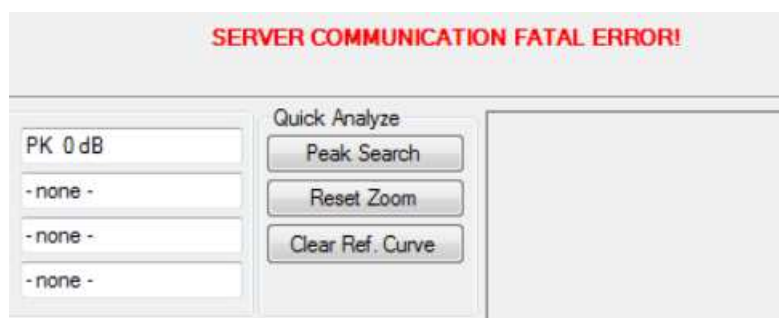 SERVER COMMUNICATION FATAL ERROR!
Quick Analyze
PK 0 dB
Peak Search
- none -
Reset Zoom
- none -
Clear Ref. Curve
- none -